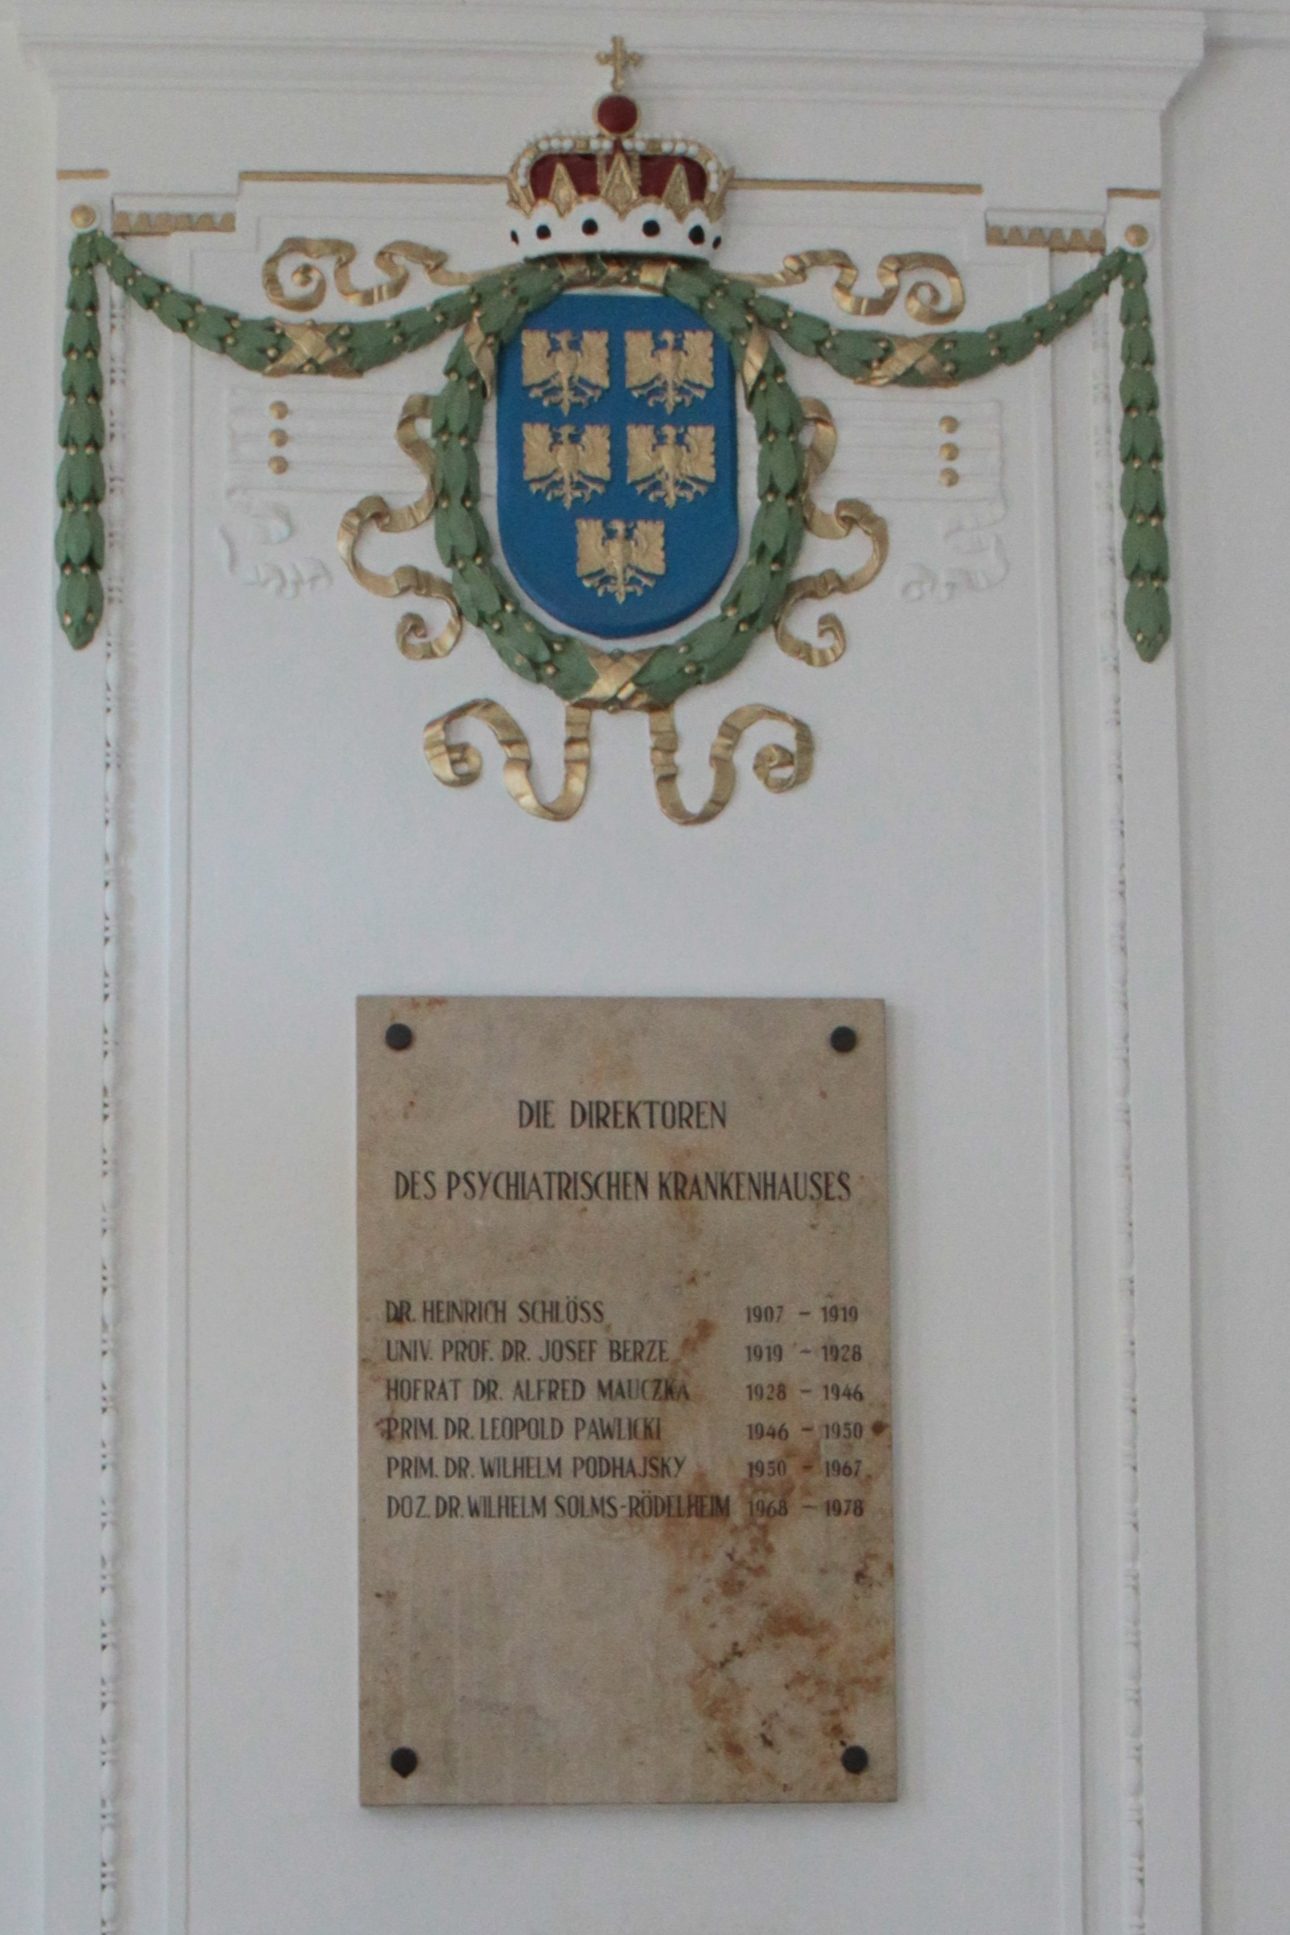 DIE DIREKTOREN
DES PSYCHIATRISCHEN KRANKENHAUSES
DR. HEINRICH SCHLÖSS 1907 – 1919
UNIV. PROF. DR. JOSEF BERZE 1919 – 1928
HOFRAT DR. ALFRED MAUCZKA 1928 – 1946
PRIM. DR. LEOPOLD PAWLICKI 1946 – 1950
PRIM. DR. WILHELM PODHAJSKY 1950 – 1967
DOZ. DR. WILHELM SOLMS-RÖDELHEIM 1968 – 1978